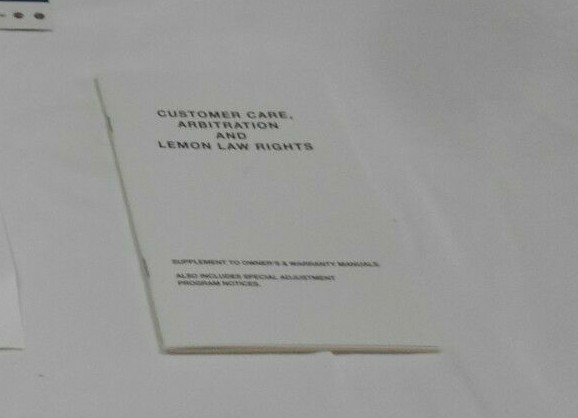 CUSTOMER CARE,
ARBITRATION
AND
LEMON LAW RIGHTS
SUPPLEMENT TO OWNER'S & WARRANTY MANUALS.
ALSO INCLUDES SPECIAL ADJUSTMENT
PROGRAM NOTICES.